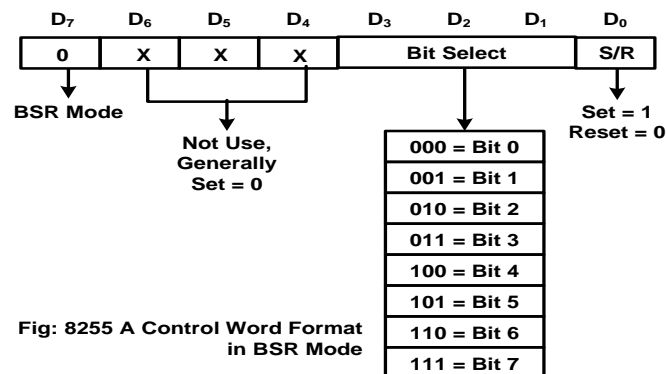 D7 D6 D5 D4 D3 D2 D1 D0
0 X X X Bit Select S/R
BSR Mode
Not Use,
Generally
Set = 0
Set = 1
Reset = 0
000 = Bit 0
001 = Bit 1
010 = Bit 2
011 = Bit 3
100 = Bit 4
101 = Bit 5
110 = Bit 6
111 = Bit 7
Fig: 8255 A Control Word Format
in BSR Mode